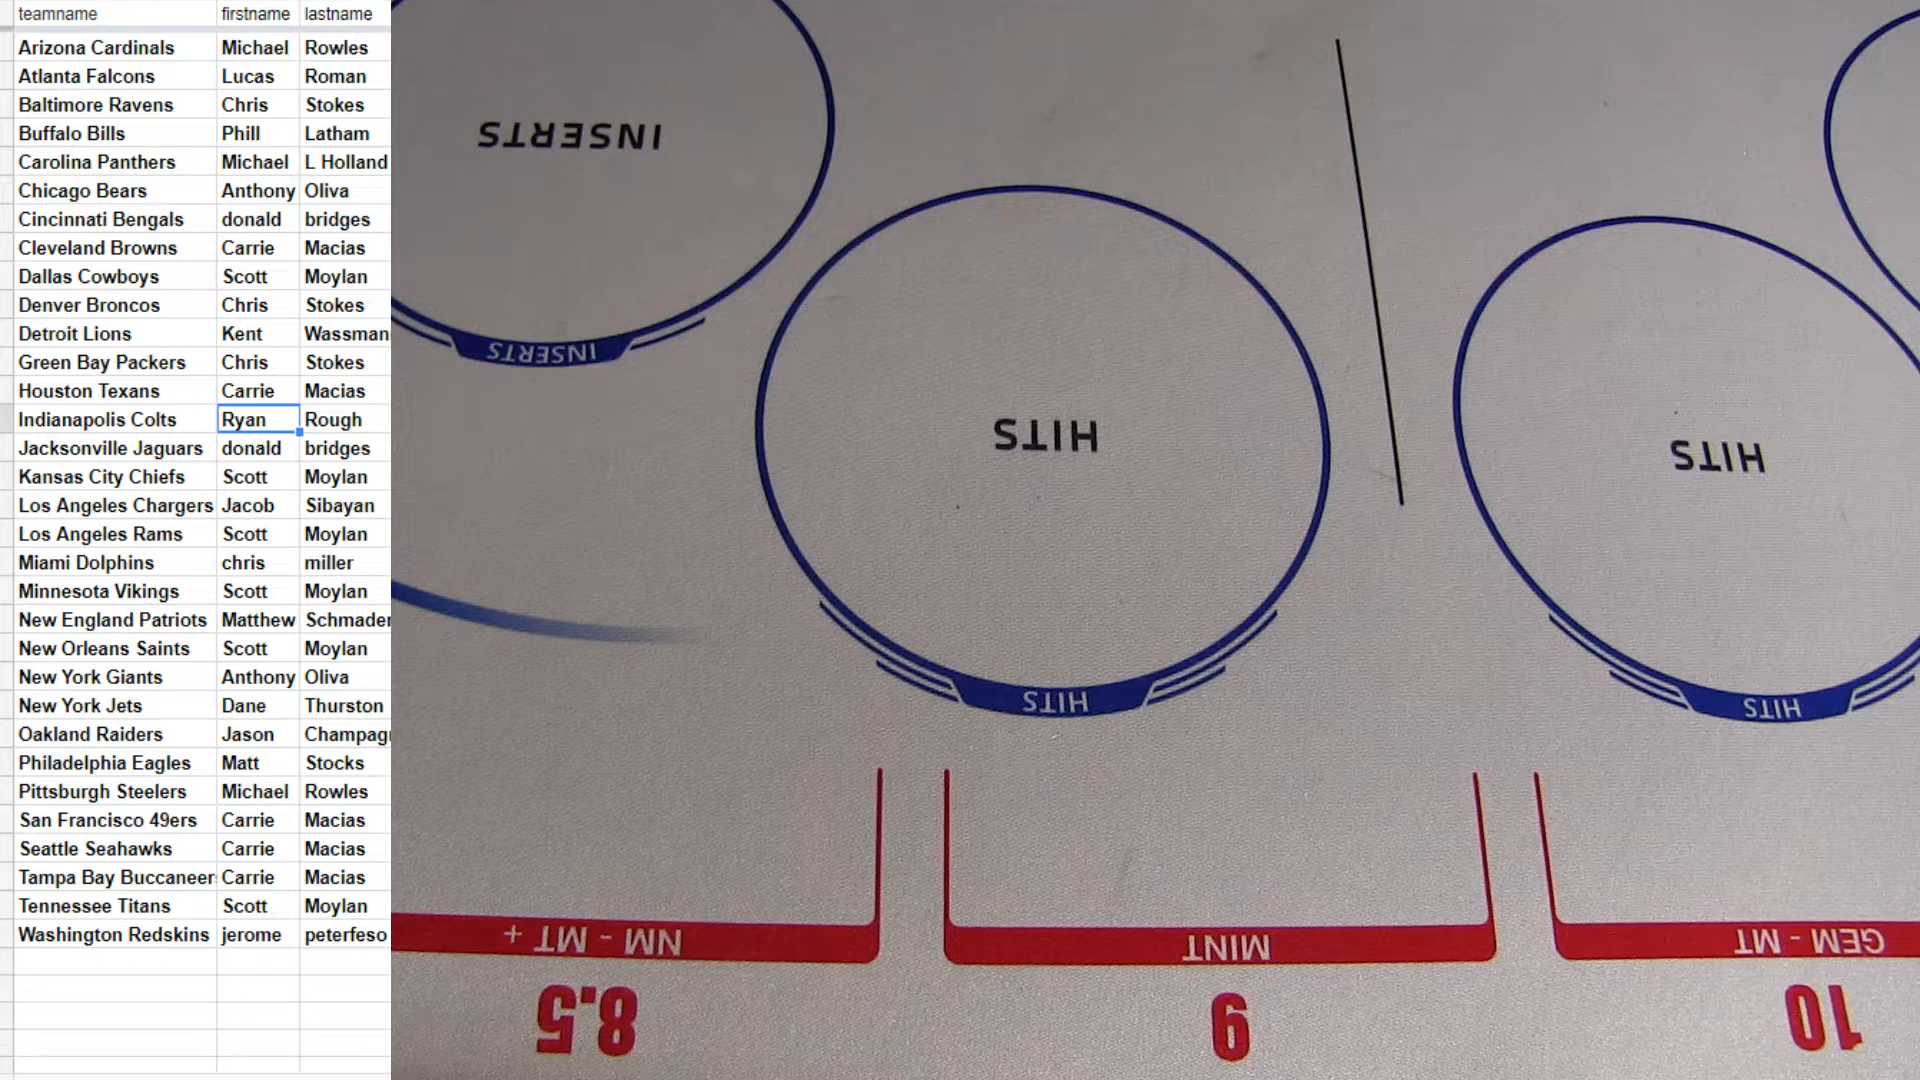 teamname firstname lastname
Arizona Cardinals Michael Rowles
Atlanta Falcons Lucas Roman
Baltimore Ravens Chris Stokes
Buffalo Bills Phill Latham
Carolina Panthers Michael L Holland
Chicago Bears Anthony Oliva
Cincinnati Bengals donald bridges
Cleveland Browns Carrie Macias
Dallas Cowboys Scott Moylan
Denver Broncos Chris Stokes
Detroit Lions Kent Wassman
Green Bay Packers Chris Stokes
Houston Texans Carrie Macias
Indianapolis Colts Ryan Rough
Jacksonville Jaguars donald bridges
Kansas City Chiefs Scott Moylan
Los Angeles Chargers Jacob Sibayan
Los Angeles Rams Scott Moylan
Miami Dolphins chris miller
Minnesota Vikings Scott Moylan
New England Patriots Matthew Schmader
New Orleans Saints Scott Moylan
New York Giants Anthony Oliva
New York Jets Dane Thurston
Oakland Raiders Jason Champag
Philadelphia Eagles Matt Stocks
Pittsburgh Steelers Michael Rowles
San Francisco 49ers Carrie Macias
Seattle Seahawks Carrie Macias
Tampa Bay Buccaneer Carrie Macias
Tennessee Titans Scott Moylan
Washington Redskins jerome peterfeso
INSERTS
INSERTS
HITS
HITS
HITS
HITS
NM - MT +
MINT
GEM - MT
8.5
9
10